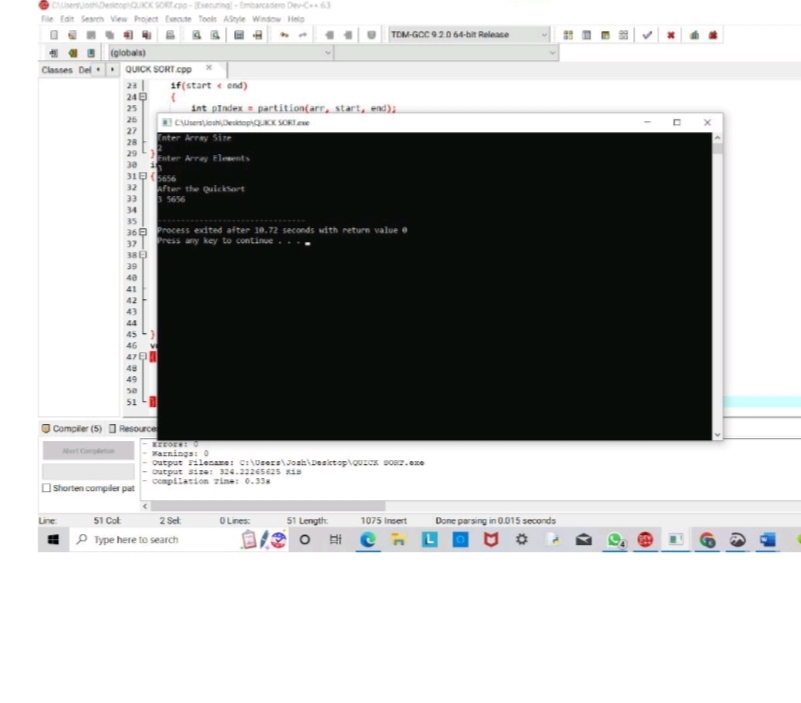 C:\Users\Josh\Desktop\QUICK SORT.cpp - [Executing] - Embarcadero Dev-C++ 6.3
File Edit Search View Project Execute Tools AStyle Window Help
TDM-GCC 9.2.0 64-bit Release
(globals)
Classes Del QUICK SORT.cpp
23 if(start < end)
24 {
25 int pIndex = partition(arr, start, end);
26
C:\Users\Josh\Desktop\QUICK SORT.exe
Enter Array Size
27
28 2
29 } Enter Array Elements
30 i 3
31 { 5656
32 After the QuickSort
33 3 5656
34
35
36 Process exited after 10.72 seconds with return value 0
37 Press any key to continue . . .
38
39
40
41
42
43
44
45 }
46 v
47 {
48
49
50
51 }
Compiler (5) Resource
Abort Compilation
Shorten compiler pat
- Errors: 0
- Warnings: 0
- Output Filename: C:\Users\Josh\Desktop\QUICK SORT.exe
- Output Size: 324.22265625 KiB
- Compilation Time: 0.33s
Line: 51 Col: 2 Sel: 0 Lines: 51 Length: 1075 Insert Done parsing in 0.015 seconds
Type here to search